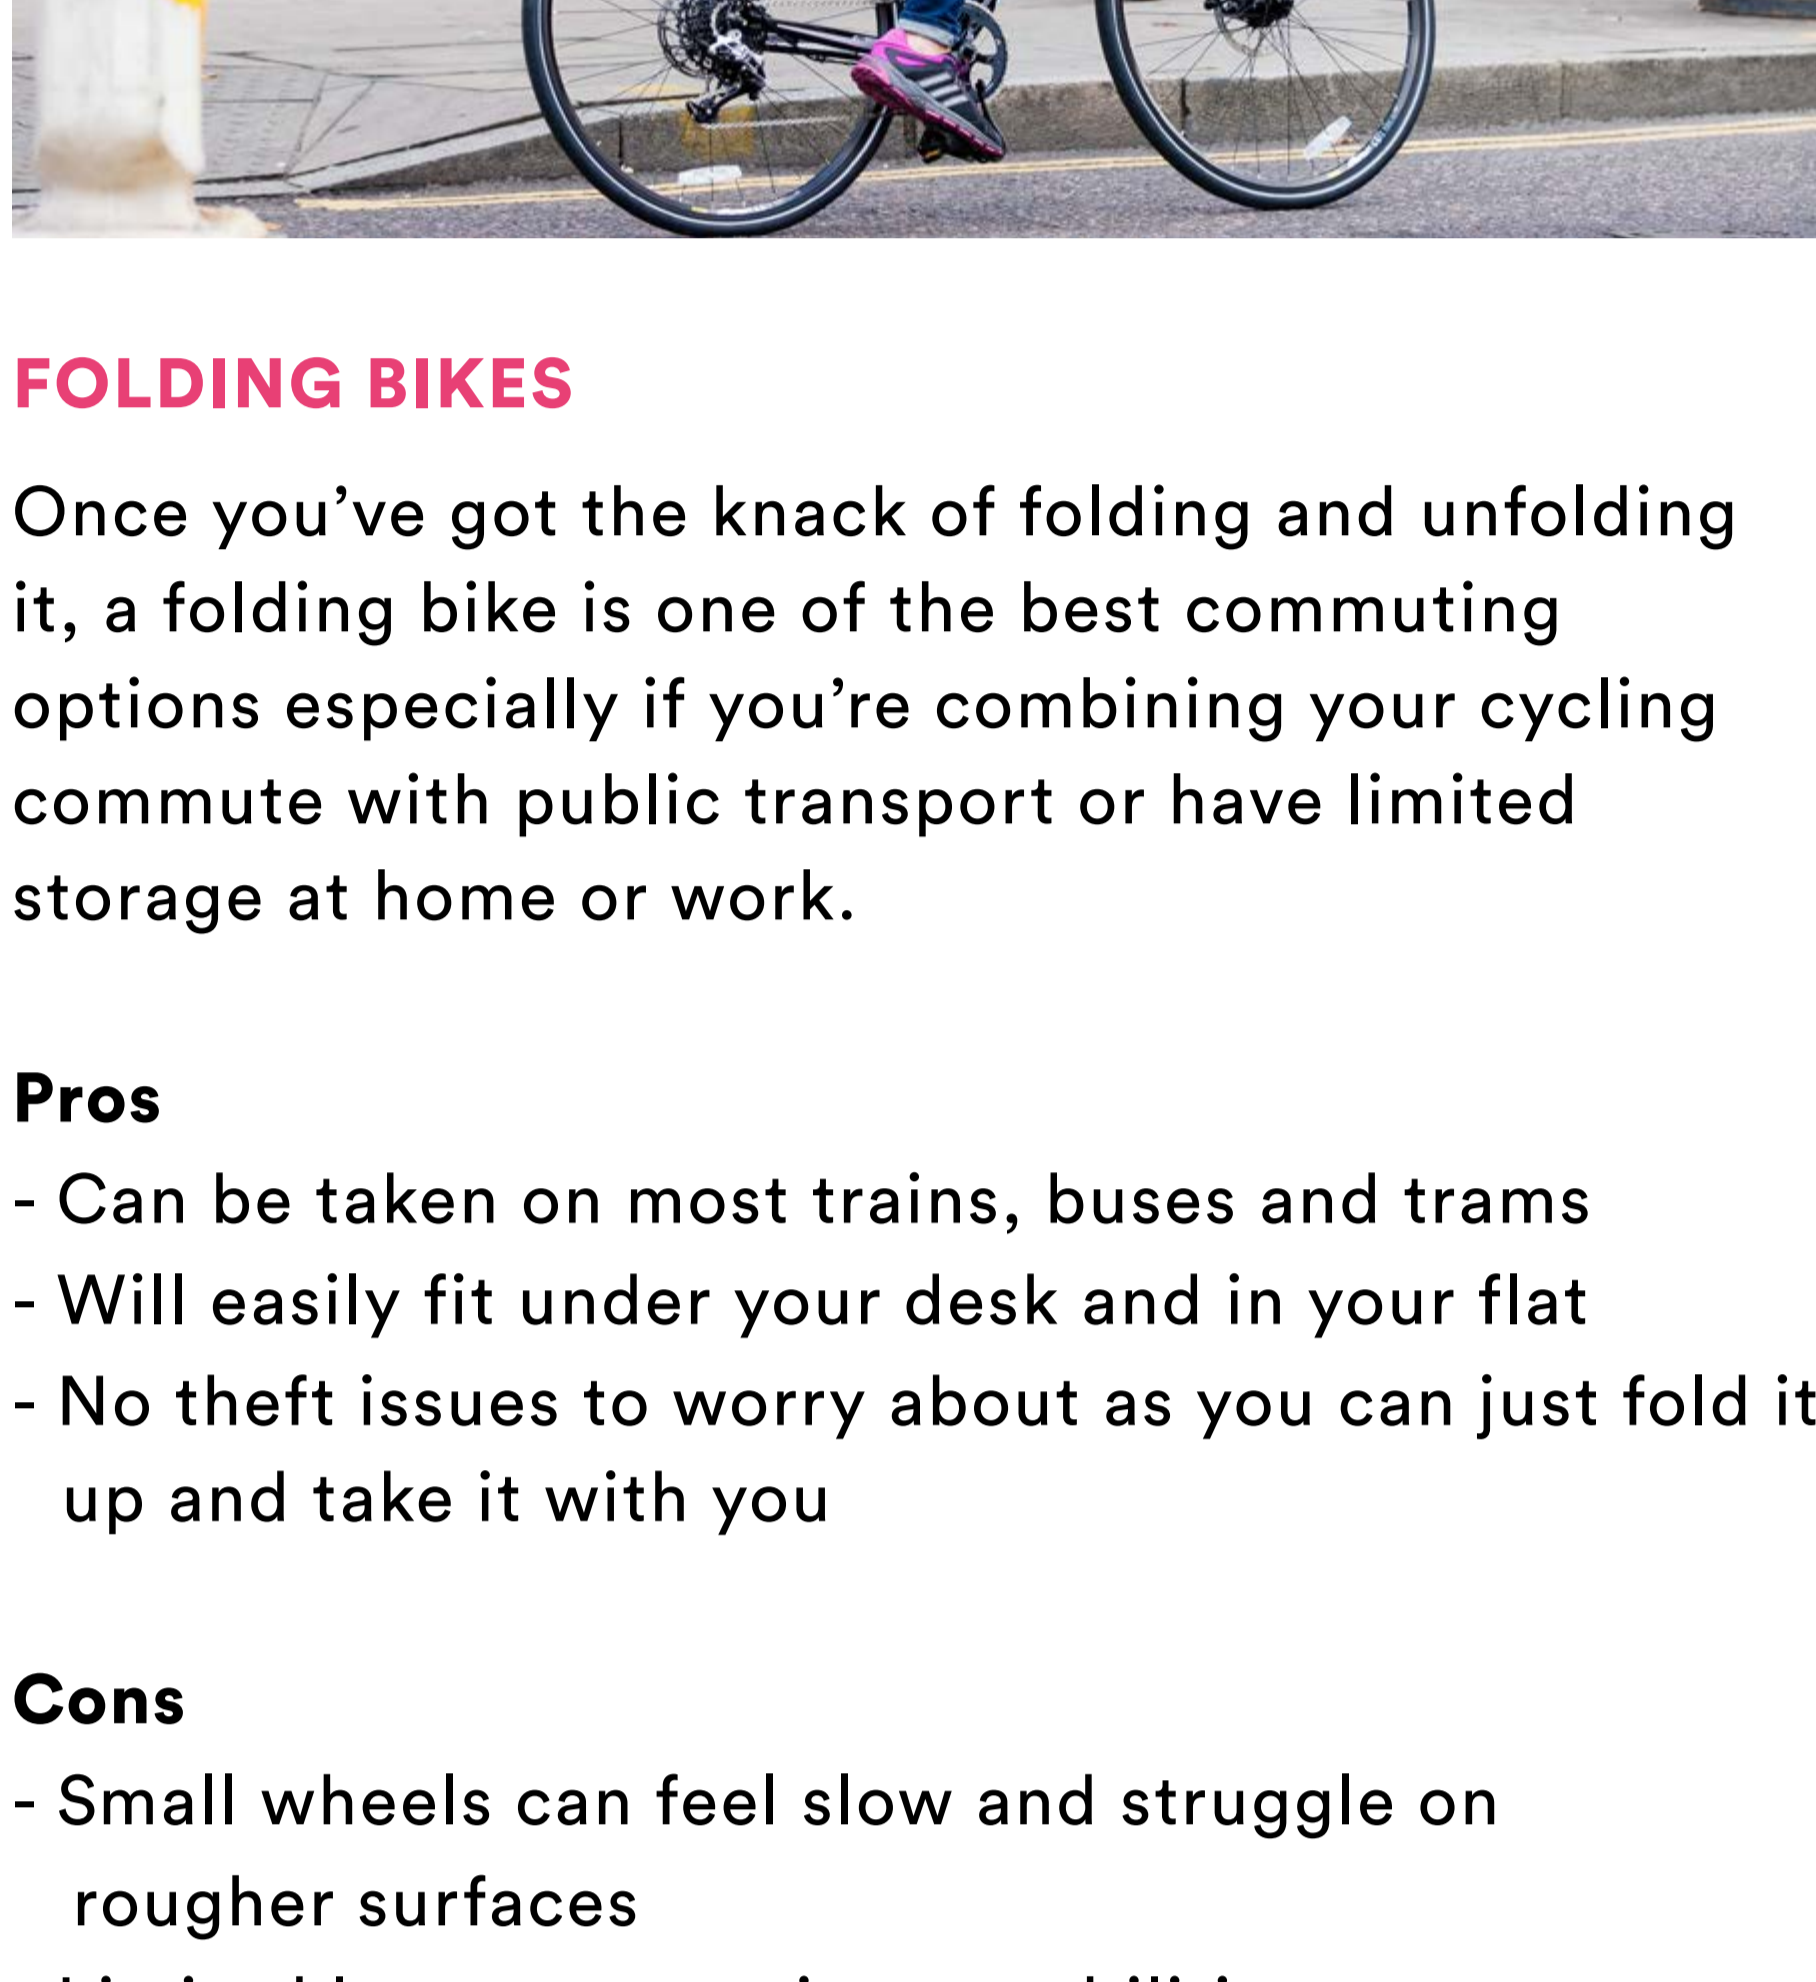 FOLDING BIKES
Once you’ve got the knack of folding and unfolding
it, a folding bike is one of the best commuting
options especially if you’re combining your cycling
commute with public transport or have limited
storage at home or work.
Pros
- Can be taken on most trains, buses and trams
- Will easily fit under your desk and in your flat
- No theft issues to worry about as you can just fold it
up and take it with you
Cons
- Small wheels can feel slow and struggle on
rougher surfaces